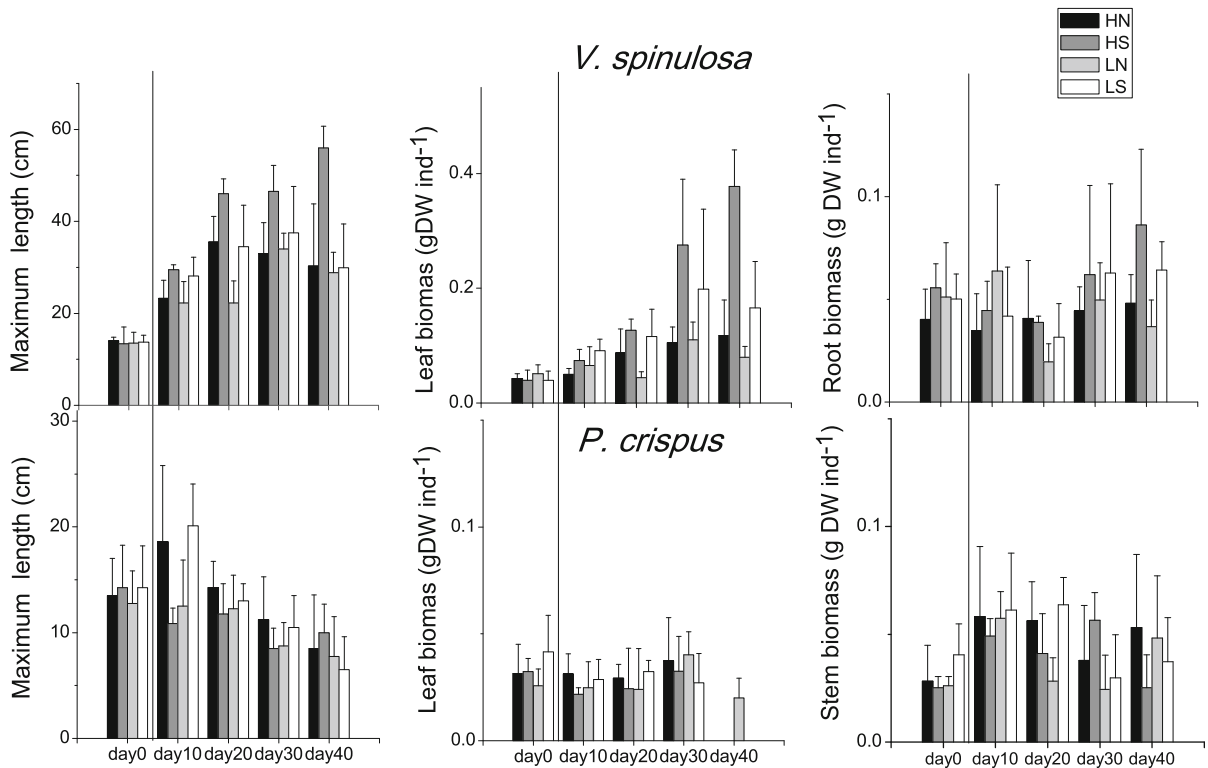 HN
HS
LN
LS
V. spinulosa
Maximum length (cm)
60
40
20
0
Leaf biomas (gDW ind-1)
0.4
0.2
0.0
Root biomass (g DW ind-1)
0.1
0.0
P. crispus
Maximum length (cm)
30
20
10
0
day0 day10 day20 day30 day40
Leaf biomas (gDW ind-1)
0.1
0.0
day0 day10 day20 day30 day40
Stem biomass (g DW ind-1)
0.1
0.0
day0 day10 day20 day30 day40